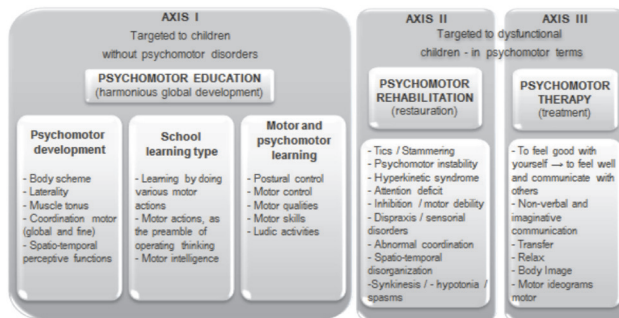 AXIS I
Targeted to children
without psychomotor disorders
PSYCHOMOTOR EDUCATION
(harmonious global development)
Psychomotor
development
- Body scheme
- Laterality
- Muscle tonus
- Coordination motor
(global and fine)
- Spatio-temporal
perceptive functions
School
learning type
- Learning by doing
various motor
actions
- Motor actions, as
the preamble of
operating thinking
- Motor intelligence
Motor and
psychomotor
learning
- Postural control
- Motor control
- Motor qualities
- Motor skills
- Ludic activities
AXIS II
AXIS III
Targeted to dysfunctional
children - in psychomotor terms
PSYCHOMOTOR
REHABILITATION
(restauration)
- Tics / Stammering
- Psychomotor instability
- Hyperkinetic syndrome
- Attention deficit
- Inhibition / motor debility
- Dispraxis / sensorial
disorders
- Abnormal coordination
- Spatio-temporal
disorganization
-Synkinesis / - hypotonia /
spasms
PSYCHOMOTOR
THERAPY
(treatment)
- To feel good with
yourself → to feel well
and communicate with
others
- Non-verbal and
imaginative
communication
- Transfer
- Relax
- Body Image
- Motor ideograms
motor